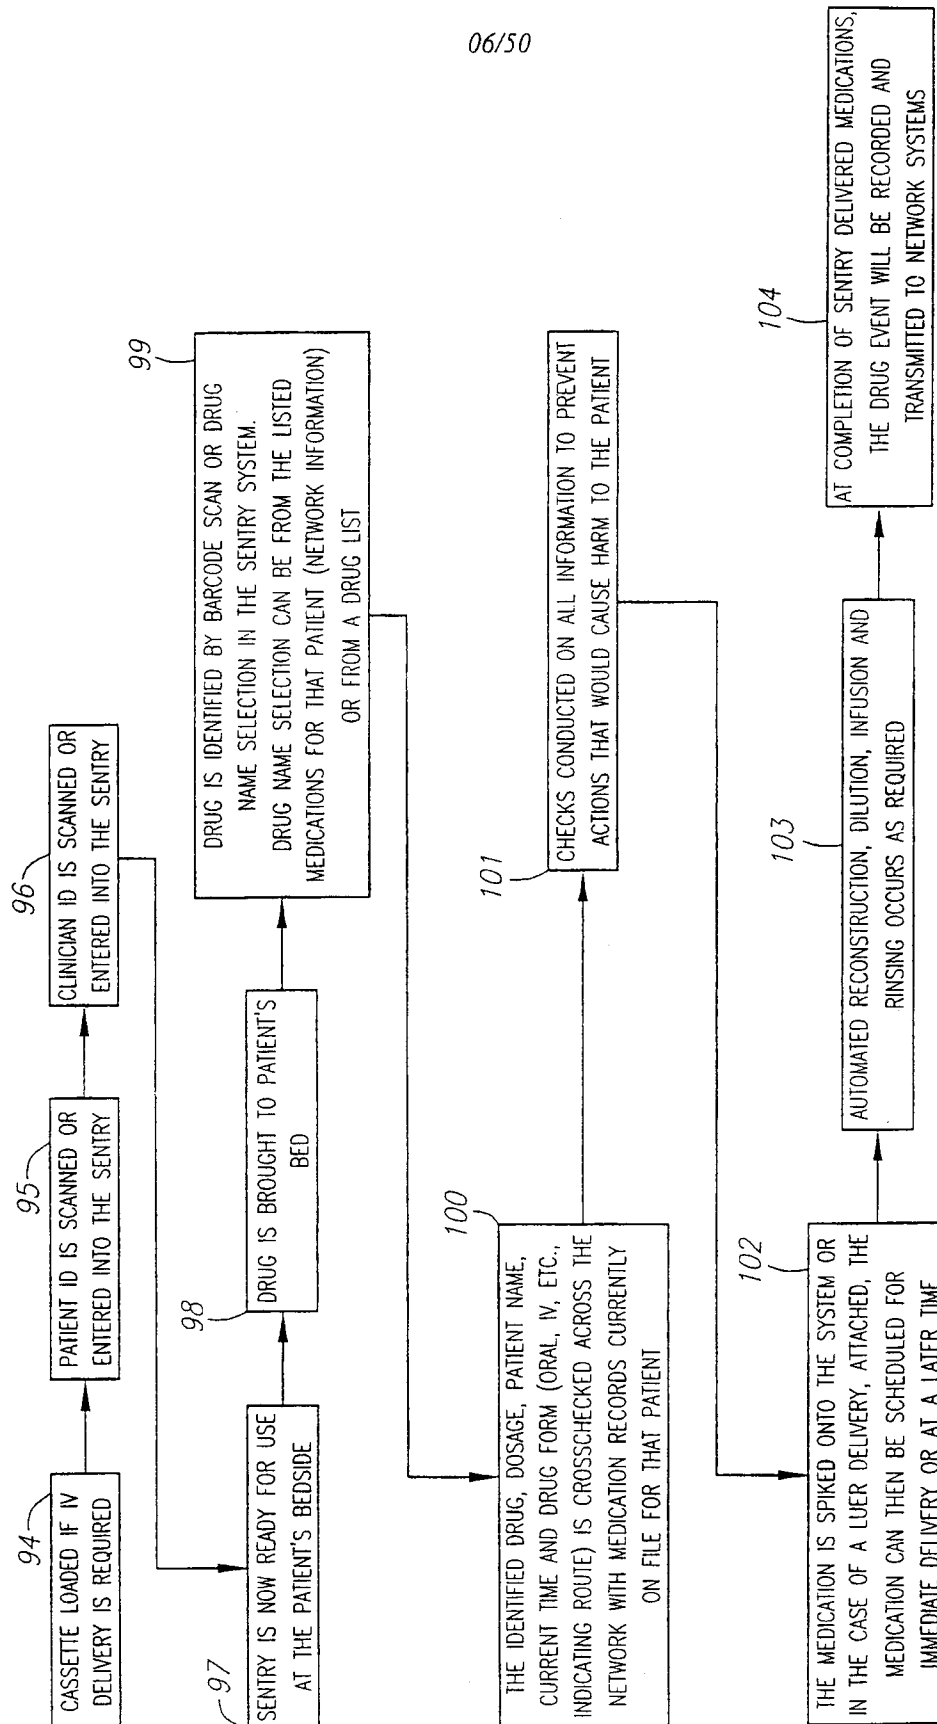 06/50
94
CASSETTE LOADED IF IV
DELIVERY IS REQUIRED
95
PATIENT ID IS SCANNED OR
ENTERED INTO THE SENTRY
96
CLINICIAN ID IS SCANNED OR
ENTERED INTO THE SENTRY
97
SENTRY IS NOW READY FOR USE
AT THE PATIENT'S BEDSIDE
98
DRUG IS BROUGHT TO PATIENT'S
BED
99
DRUG IS IDENTIFIED BY BARCODE SCAN OR DRUG
NAME SELECTION IN THE SENTRY SYSTEM.
DRUG NAME SELECTION CAN BE FROM THE LISTED
MEDICATIONS FOR THAT PATIENT (NETWORK INFORMATION)
OR FROM A DRUG LIST
100
THE IDENTIFIED DRUG, DOSAGE, PATIENT NAME,
CURRENT TIME AND DRUG FORM (ORAL, IV, ETC.,
INDICATING ROUTE) IS CROSSCHECKED ACROSS THE
NETWORK WITH MEDICATION RECORDS CURRENTLY
ON FILE FOR THAT PATIENT
101
CHECKS CONDUCTED ON ALL INFORMATION TO PREVENT
ACTIONS THAT WOULD CAUSE HARM TO THE PATIENT
102
THE MEDICATION IS SPIKED ONTO THE SYSTEM OR
IN THE CASE OF A LUER DELIVERY, ATTACHED, THE
MEDICATION CAN THEN BE SCHEDULED FOR
IMMEDIATE DELIVERY OR AT A LATER TIME
103
AUTOMATED RECONSTRUCTION, DILUTION, INFUSION AND
RINSING OCCURS AS REQUIRED
104
AT COMPLETION OF SENTRY DELIVERED MEDICATIONS,
THE DRUG EVENT WILL BE RECORDED AND
TRANSMITTED TO NETWORK SYSTEMS